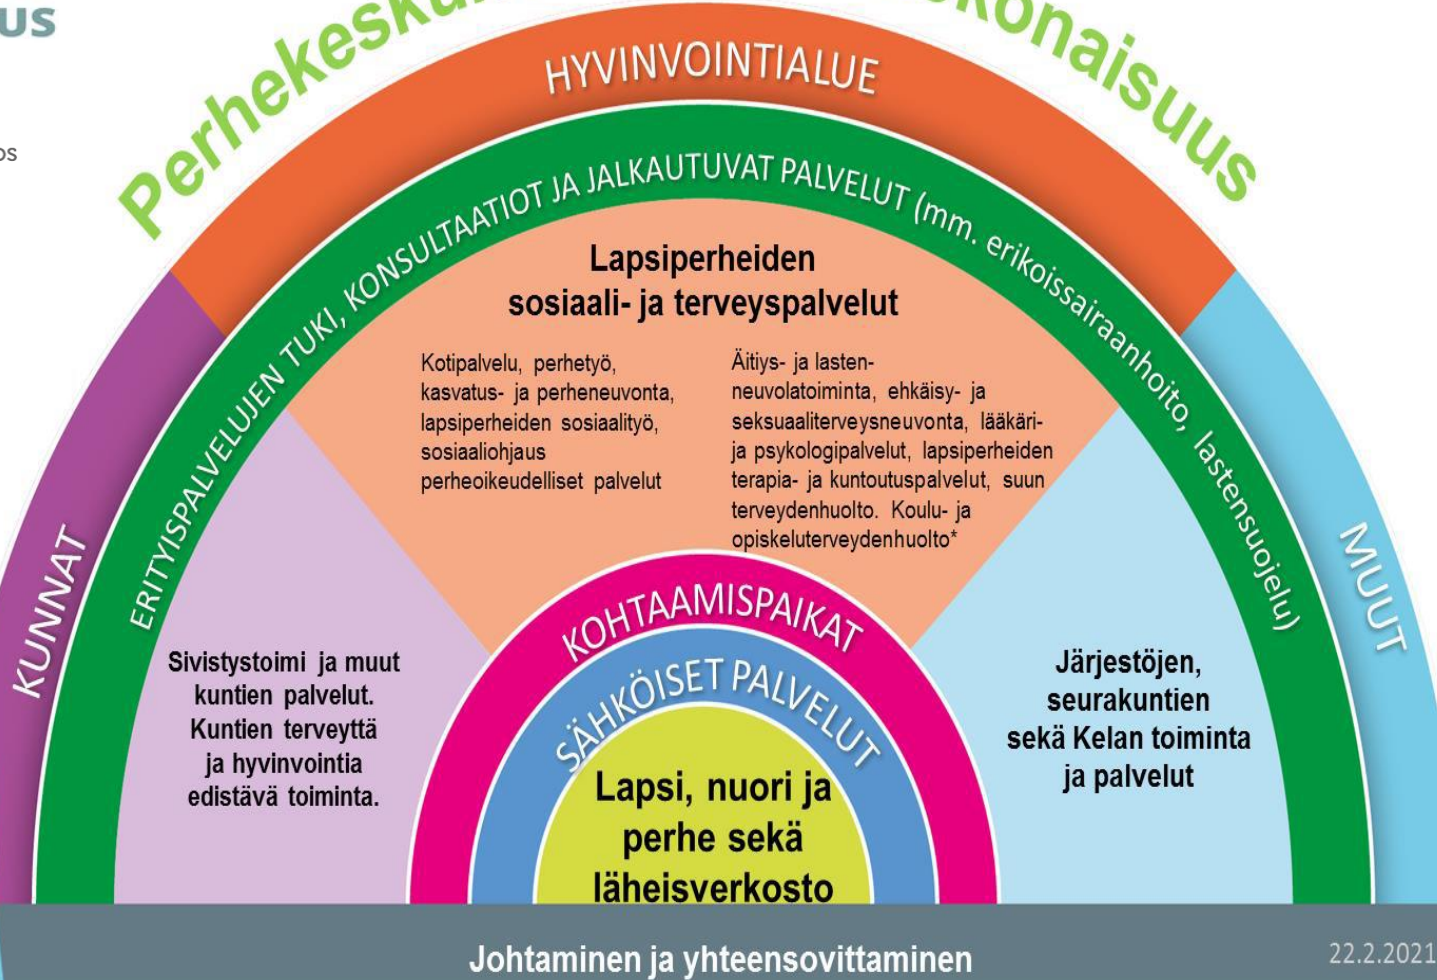 us
os
HYVINVOINTIALUE
ERITYISPALVELUJEN TUKI, KONSULTAATIOT JA JALKAUTUVAT PALVELUT (mm. erikoissairaanhoito, lastensuojelu)
Lapsiperheiden
sosiaali- ja terveyspalvelut
Kotipalvelu, perhetyö,
kasvatus- ja perheneuvonta,
lapsiperheiden sosiaalityö,
sosiaaliohjaus
perheoikeudelliset palvelut
Äitiys- ja lasten-
neuvolatoiminta, ehkäisy- ja
seksuaaliterveysneuvonta, lääkäri-
ja psykologipalvelut, lapsiperheiden
terapia- ja kuntoutuspalvelut, suun
terveydenhuolto. Koulu- ja
opiskeluterveydenhuolto*
KUNNAT
Sivistystoimi ja muut
kuntien palvelut.
Kuntien terveyttä
ja hyvinvointia
edistävä toiminta.
MUUT
Järjestöjen,
seurakuntien
sekä Kelan toiminta
ja palvelut
KOHTAAMISPAIKAT
SÄHKÖISET PALVELUT
Lapsi, nuori ja
perhe sekä
läheisverkosto
Johtaminen ja yhteensovittaminen
22.2.2021